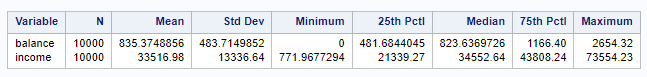 Variable N Mean Std Dev Minimum 25th Pctl Median 75th Pctl Maximum
balance 10000 835.3748856 483.7149852 0 481.6844045 823.6369726 1166.40 2654.32
income 10000 33516.98 13336.64 771.9677294 21339.27 34552.64 43808.24 73554.23